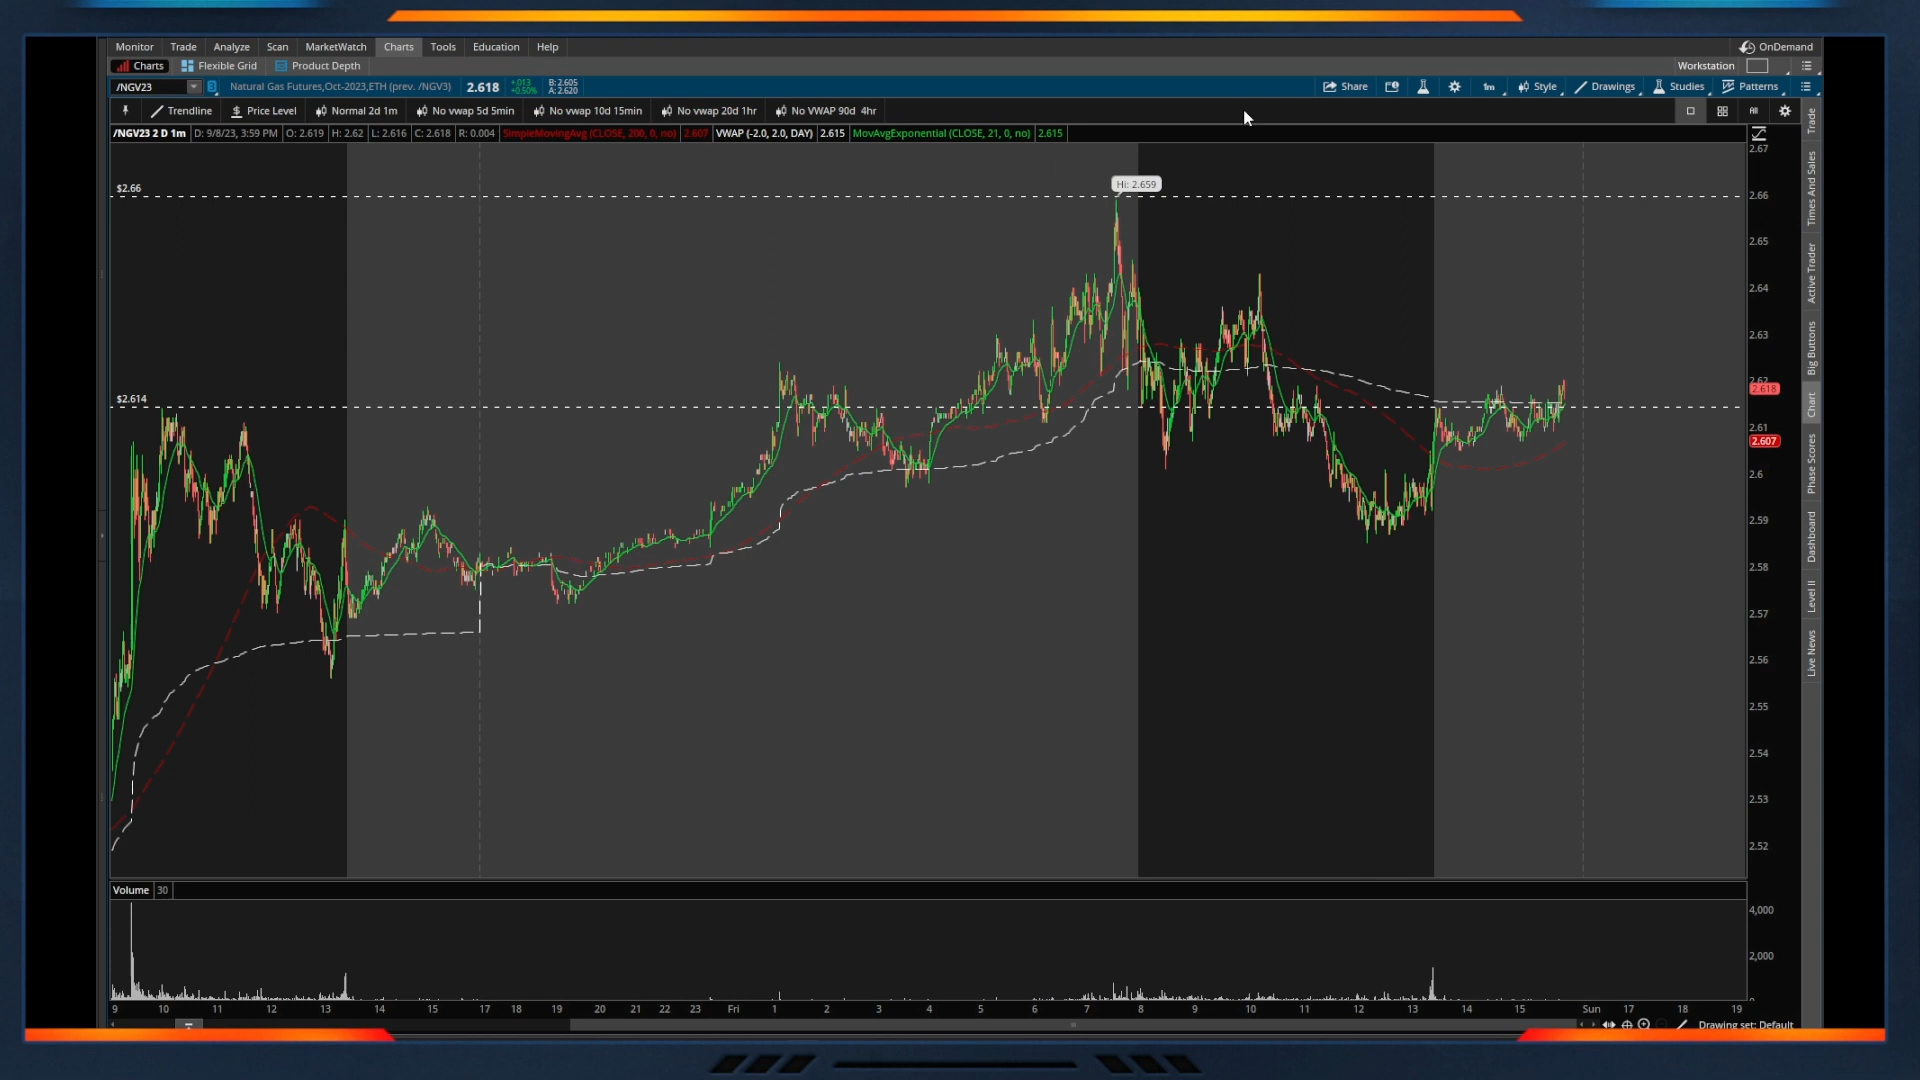 Monitor Trade Analyze Scan MarketWatch Charts Tools Education Help OnDemand
Charts Flexible Grid Product Depth Workstation
/NGV23 Natural Gas Futures,Oct-2023,ETH (prev. /NGV3) 2.618 +.013 +0.50% B: 2.605 A: 2.620 Share 1m Style Drawings Studies Patterns
Trendline $ Price Level Normal 2d 1m No vwap 5d 5min No vwap 10d 15min No vwap 20d 1hr No VWAP 90d 4hr All
/NGV23 2 D 1m D: 9/8/23, 3:59 PM O: 2.619 H: 2.62 L: 2.616 C: 2.618 R: 0.004 SimpleMovingAvg (CLOSE, 200, 0, no) 2.607 VWAP (-2.0, 2.0, DAY) 2.615 MovAvgExponential (CLOSE, 21, 0, no) 2.615
2.67
Hi: 2.659
$2.66 2.66
2.65
2.64
2.63
2.62
2.618
$2.614
2.61
2.607
2.6
2.59
2.58
2.57
2.56
2.55
2.54
2.53
2.52
Trade
Times And Sales
Active Trader
Big Buttons
Chart
Phase Scores
Dashboard
Level II
Live News
Volume 30
4,000
2,000
9 10 11 12 13 14 15 17 18 19 20 21 22 23 Fri 1 2 3 4 5 6 7 8 9 10 11 12 13 14 15 Sun 17 18 19
Drawing set: Default